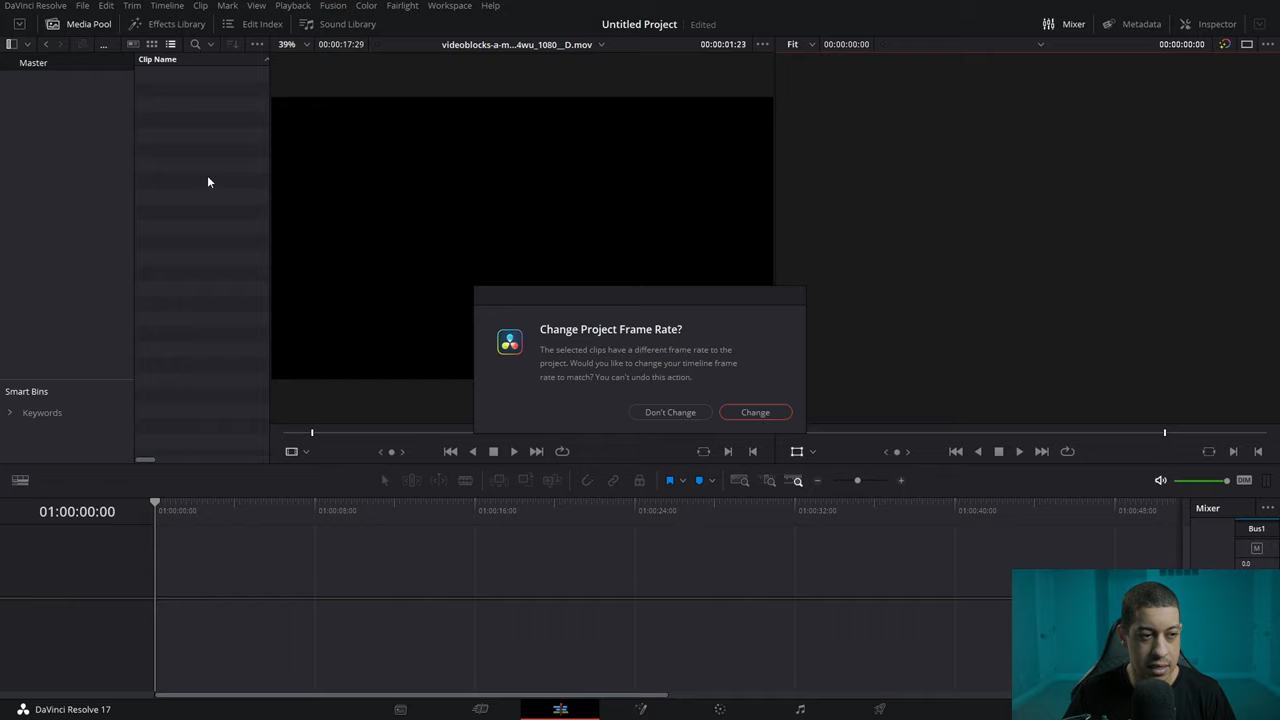 DaVinci Resolve File Edit Trim Timeline Clip Mark View Playback Fusion Color Fairlight Workspace Help
Media Pool Effects Library Edit Index Sound Library Untitled Project Edited Mixer Metadata Inspector
... 39% 00:00:17:29 videoblocks-a-m...4wu_1080__D.mov 00:00:01:23 Fit 00:00:00:00 00:00:00:00
Master
Clip Name
Change Project Frame Rate?
The selected clips have a different frame rate to the
project. Would you like to change your timeline frame
rate to match? You can't undo this action.
Don't Change Change
Smart Bins
Keywords
DIM
01:00:00:00
01:00:00:00 01:00:08:00 01:00:16:00 01:00:24:00 01:00:32:00 01:00:40:00 01:00:48:00
Mixer
Bus1
M
0.0
DaVinci Resolve 17